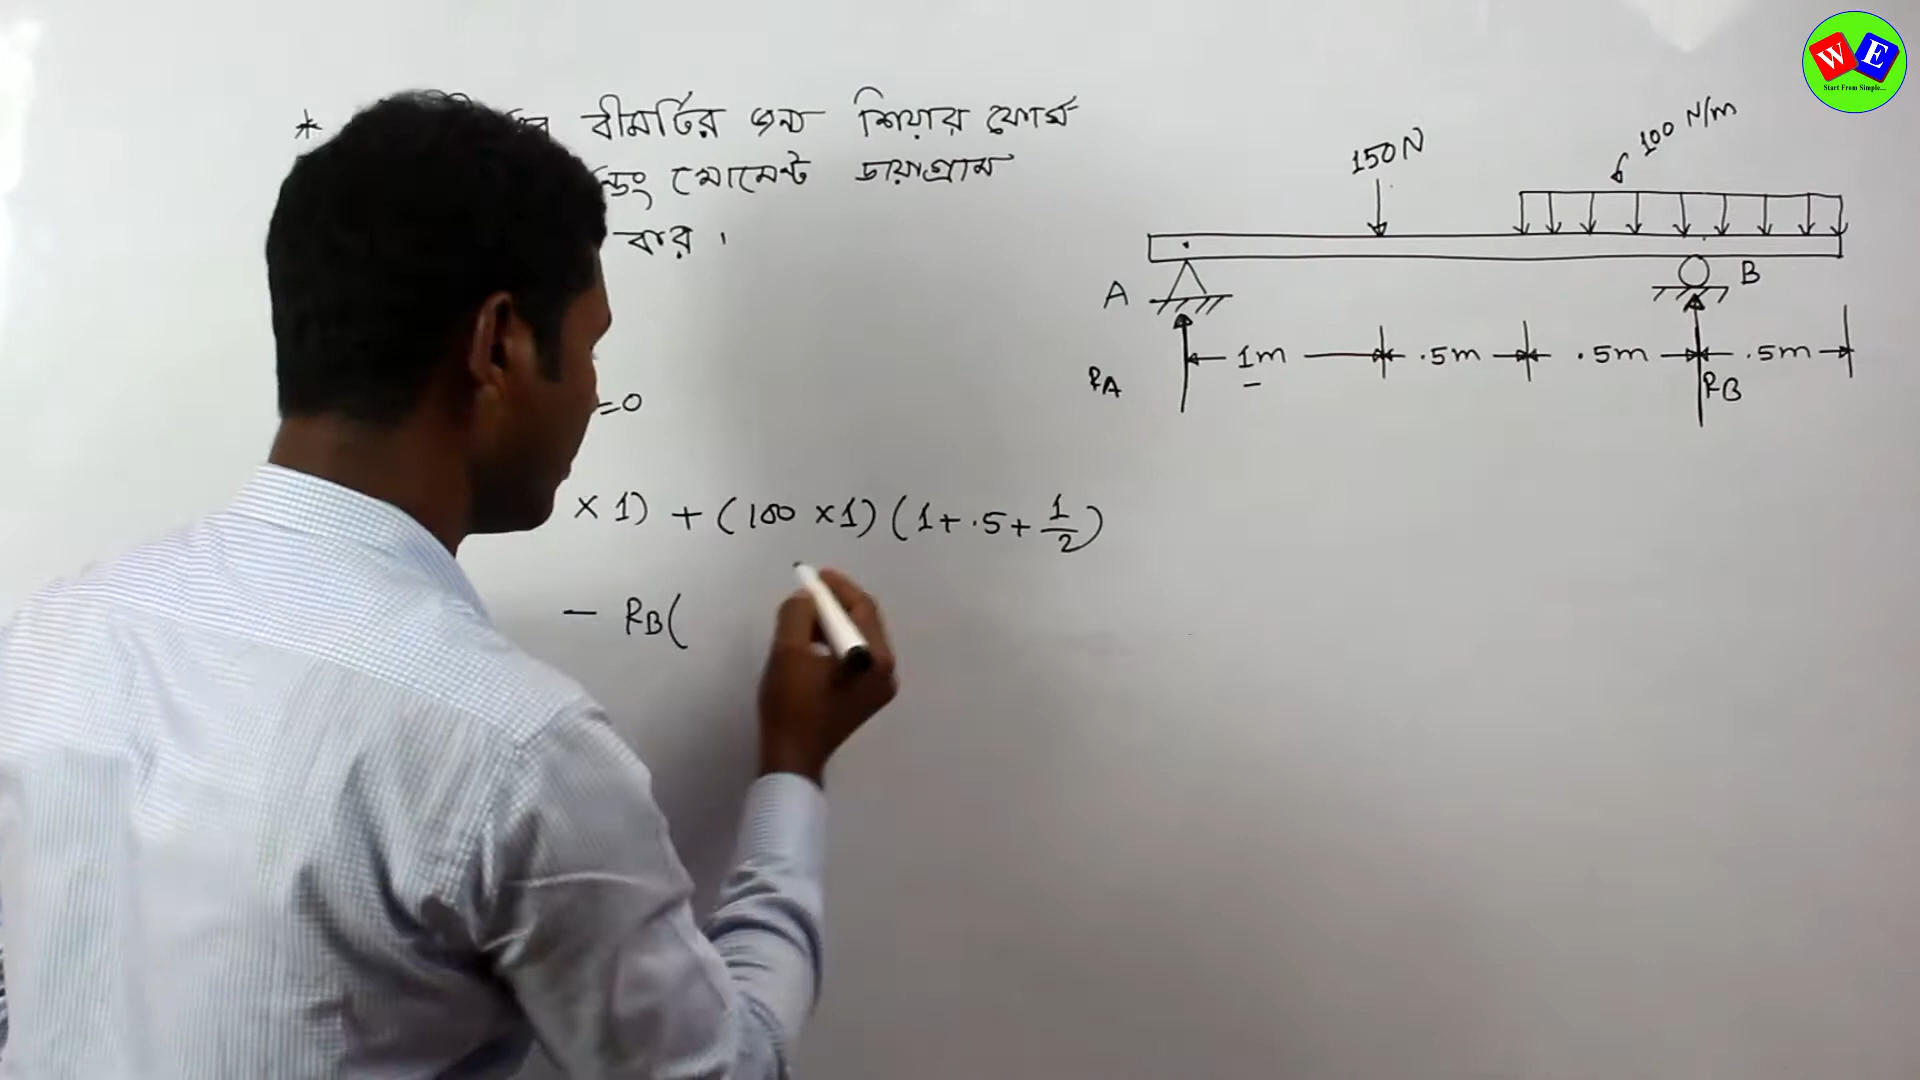 * বীমটির জন্য শিয়ার ফোর্স
মোমেন্ট ডায়াগ্রাম
কর।
=0
× 1) + (100 × 1) (1 + .5 + 1/2)
− RB(
150 N
100 N/m
A
B
1m .5m .5m .5m
RA
RB
W E
Start From Simple...